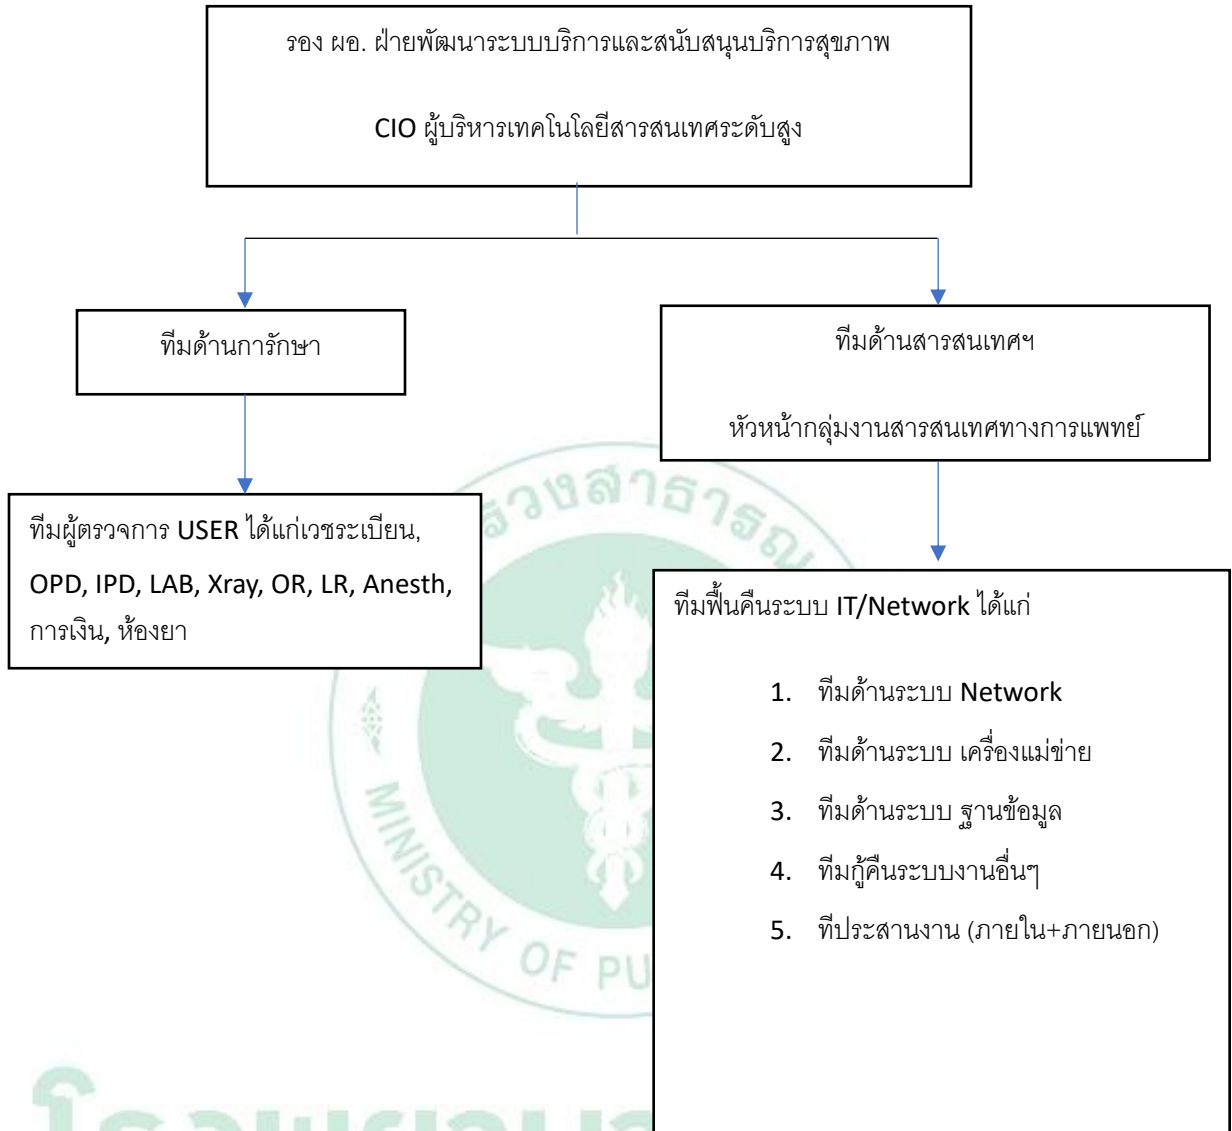 รอง ผอ. ฝ่ายพัฒนาระบบบริการและสนับสนุนบริการสุขภาพ
CIO ผู้บริหารเทคโนโลยีสารสนเทศระดับสูง
ทีมด้านการักษา
ทีมด้านสารสนเทศฯ
หัวหน้ากลุ่มงานสารสนเทศทางการแพทย์
ทีมผู้ตรวจการ USER ได้แก่เวชระเบียน,
OPD, IPD, LAB, Xray, OR, LR, Anesth,
การเงิน, ห้องยา
ทีมฟื้นคืนระบบ IT/Network ได้แก่
1. ทีมด้านระบบ Network
2. ทีมด้านระบบ เครื่องแม่ข่าย
3. ทีมด้านระบบ ฐานข้อมูล
4. ทีมกู้คืนระบบงานอื่นๆ
5. ทีประสานงาน (ภายใน+ภายนอก)
MINISTRY OF PU